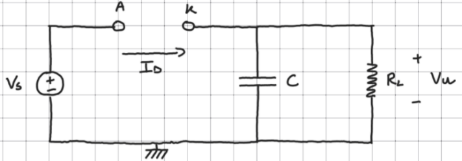 A K
I_D
V_s + - C R_L + V_u -